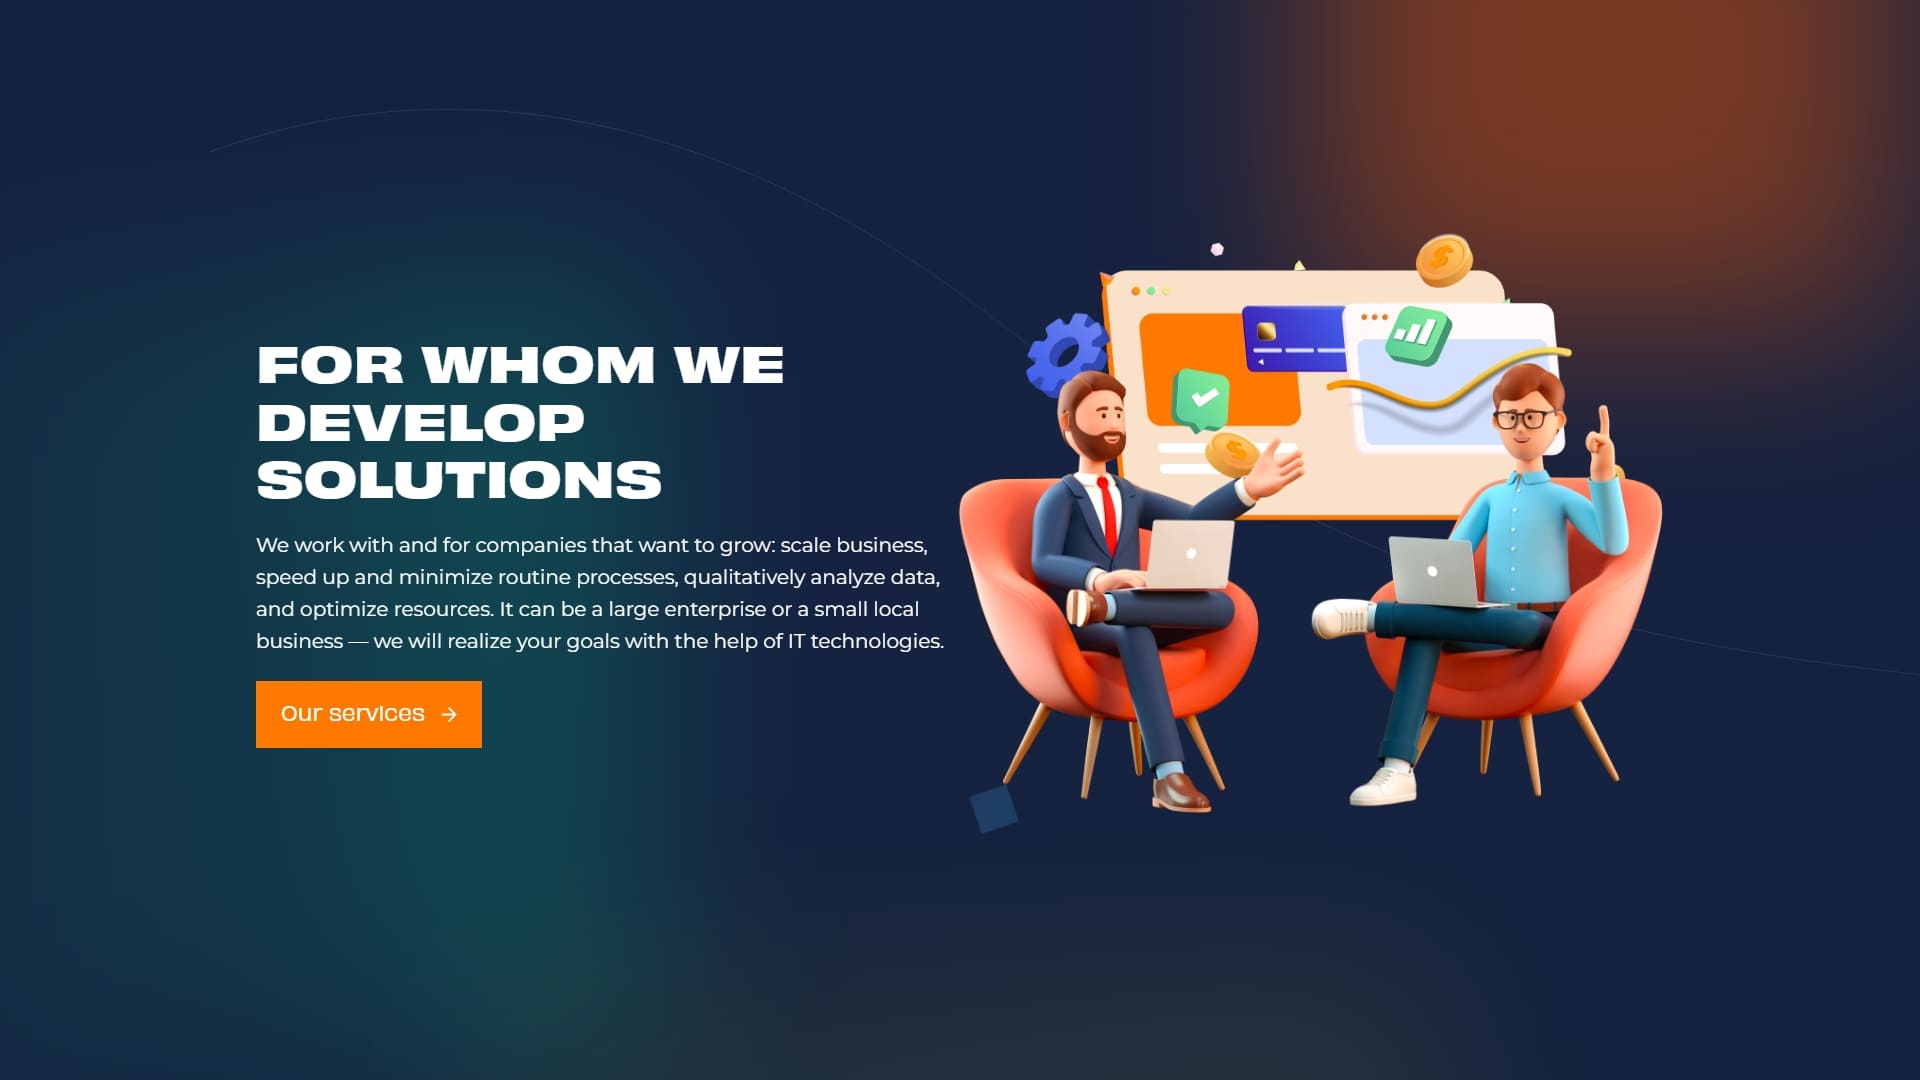 FOR WHOM WE
DEVELOP
SOLUTIONS
We work with and for companies that want to grow: scale business,
speed up and minimize routine processes, qualitatively analyze data,
and optimize resources. It can be a large enterprise or a small local
business — we will realize your goals with the help of IT technologies.
Our services →